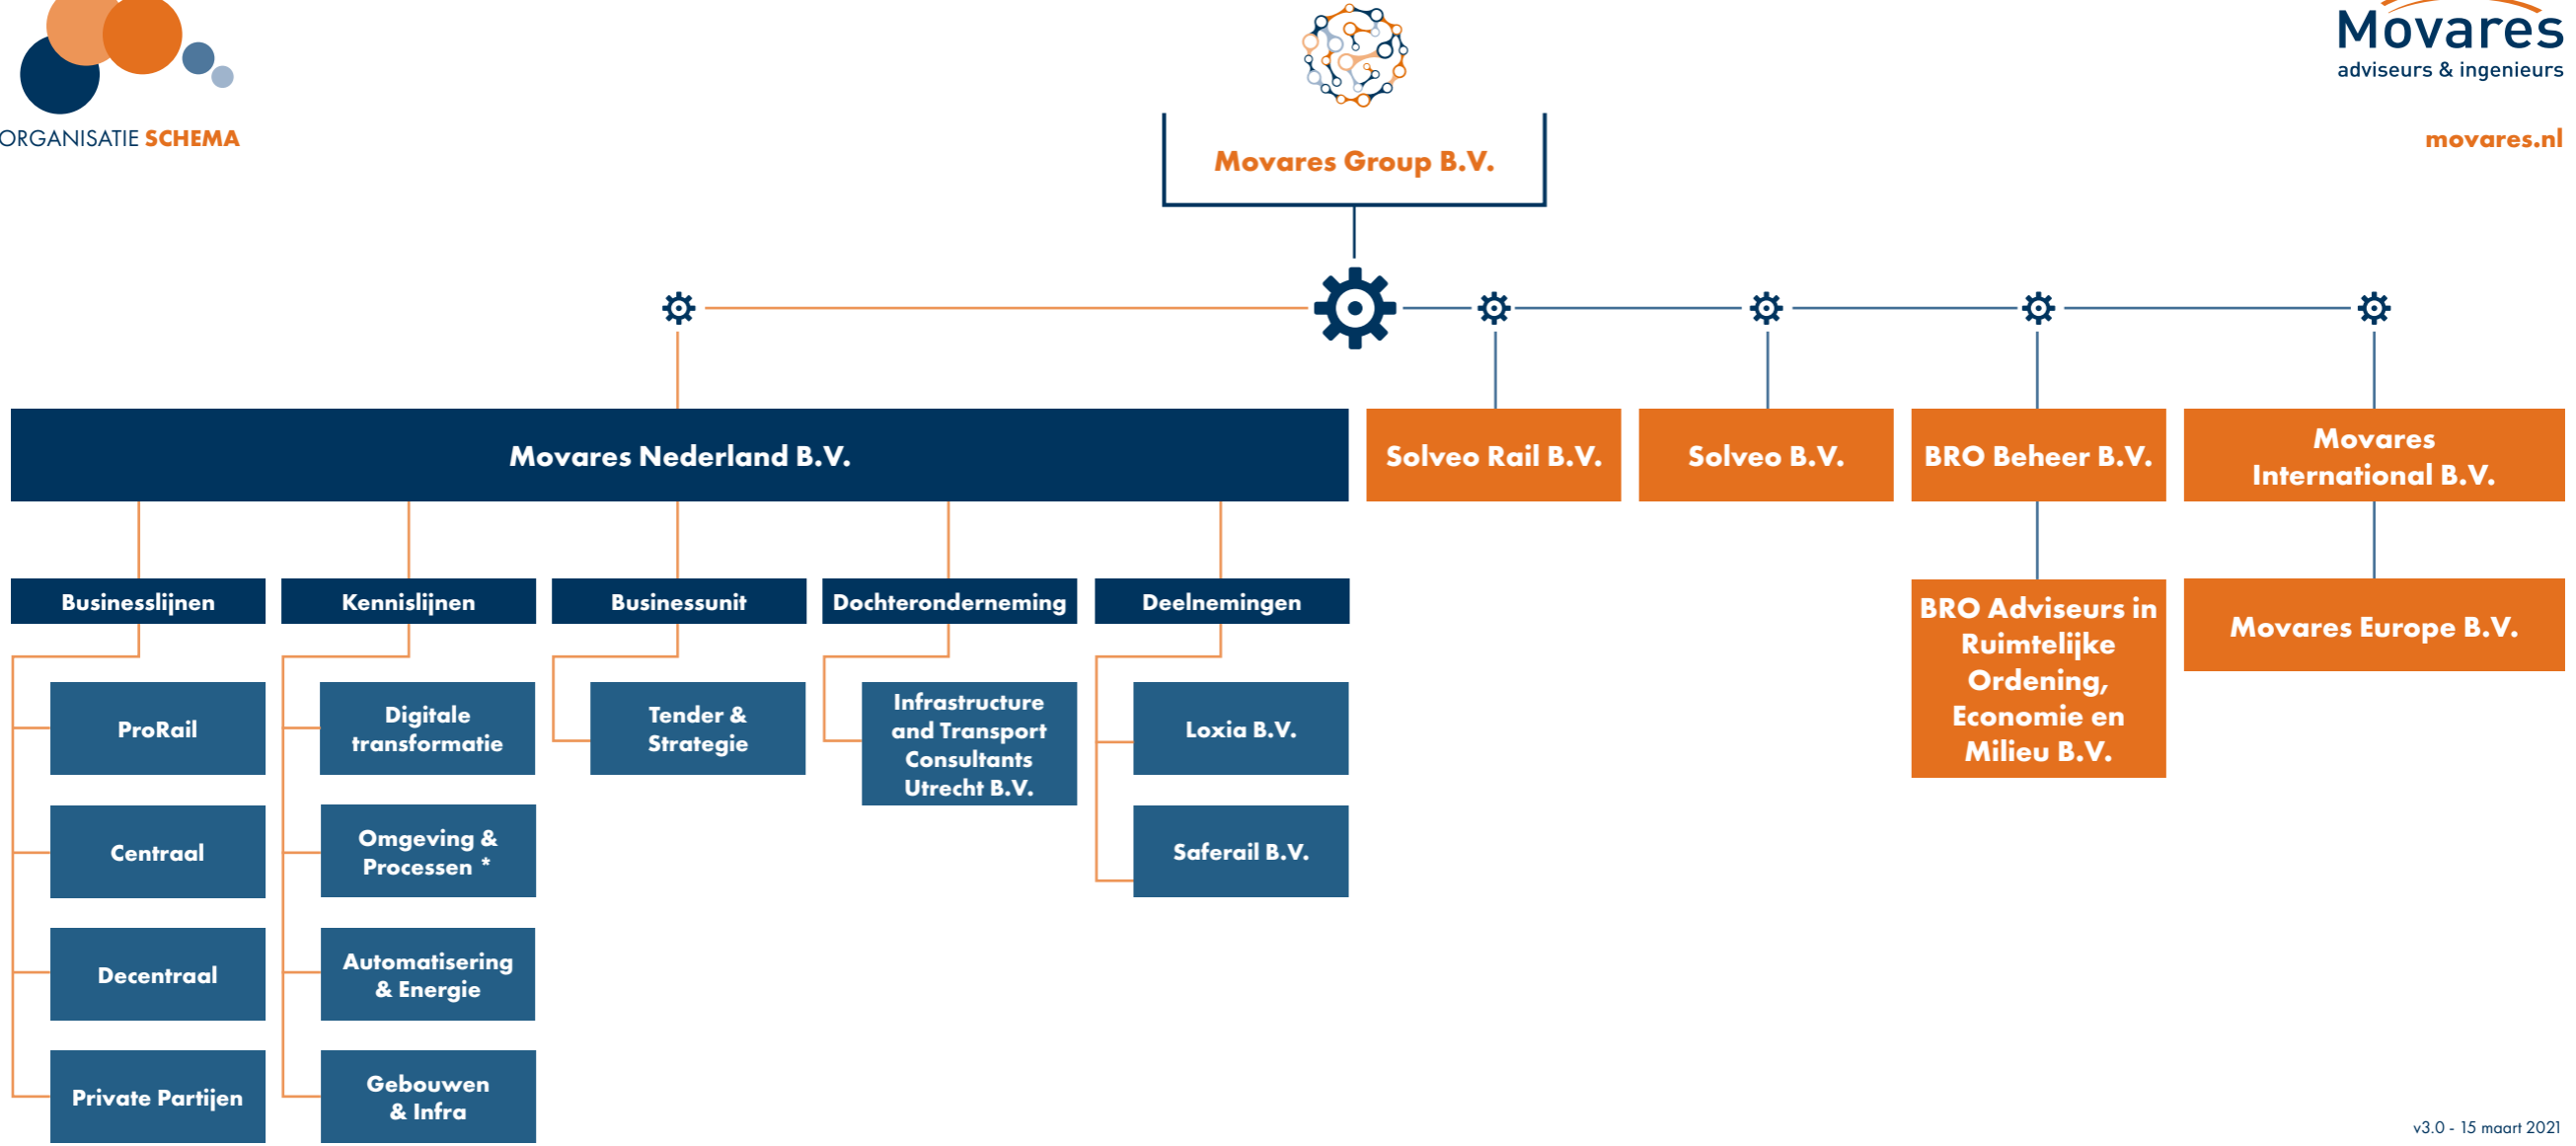 ORGANISATIE SCHEMA
Movares
adviseurs & ingenieurs
movares.nl
Movares Group B.V.
Movares Nederland B.V.
Solveo Rail B.V.
Solveo B.V.
BRO Beheer B.V.
Movares
International B.V.
Businesslijnen
Kennislijnen
Businessunit
Dochteronderneming
Deelnemingen
BRO Adviseurs in
Ruimtelijke
Ordening,
Economie en
Milieu B.V.
Movares Europe B.V.
ProRail
Centraal
Decentraal
Private Partijen
Digitale
transformatie
Omgeving &
Processen *
Automatisering
& Energie
Gebouwen
& Infra
Tender &
Strategie
Infrastructure
and Transport
Consultants
Utrecht B.V.
Loxia B.V.
Saferail B.V.
v3.0 - 15 maart 2021